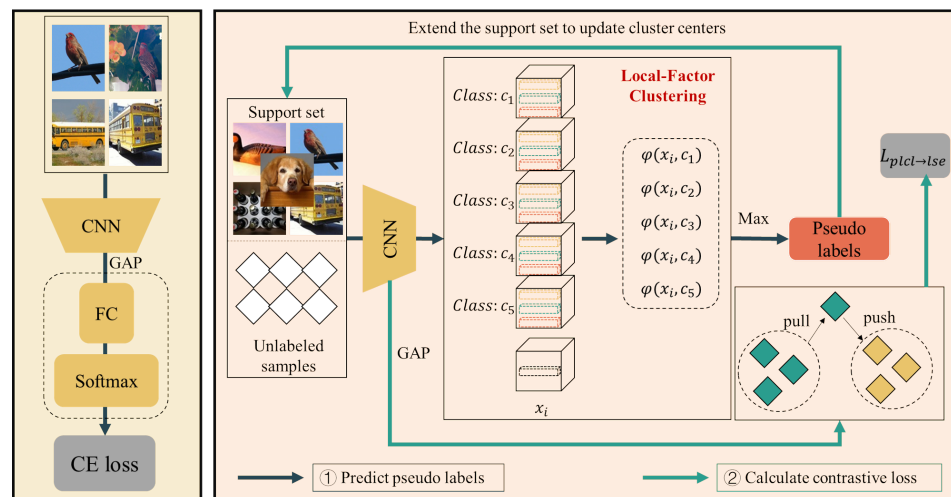 CNN
GAP
FC
Softmax
CE loss
Extend the support set to update cluster centers
Support set
Unlabeled
samples
CNN
GAP
Class: c₁
Class: c₂
Class: c₃
Class: c₄
Class: c₅
xᵢ
Local-Factor
Clustering
φ(xᵢ, c₁)
φ(xᵢ, c₂)
φ(xᵢ, c₃)
φ(xᵢ, c₄)
φ(xᵢ, c₅)
Max
Pseudo
labels
L_{plcl→lse}
pull
push
① Predict pseudo labels
② Calculate contrastive loss